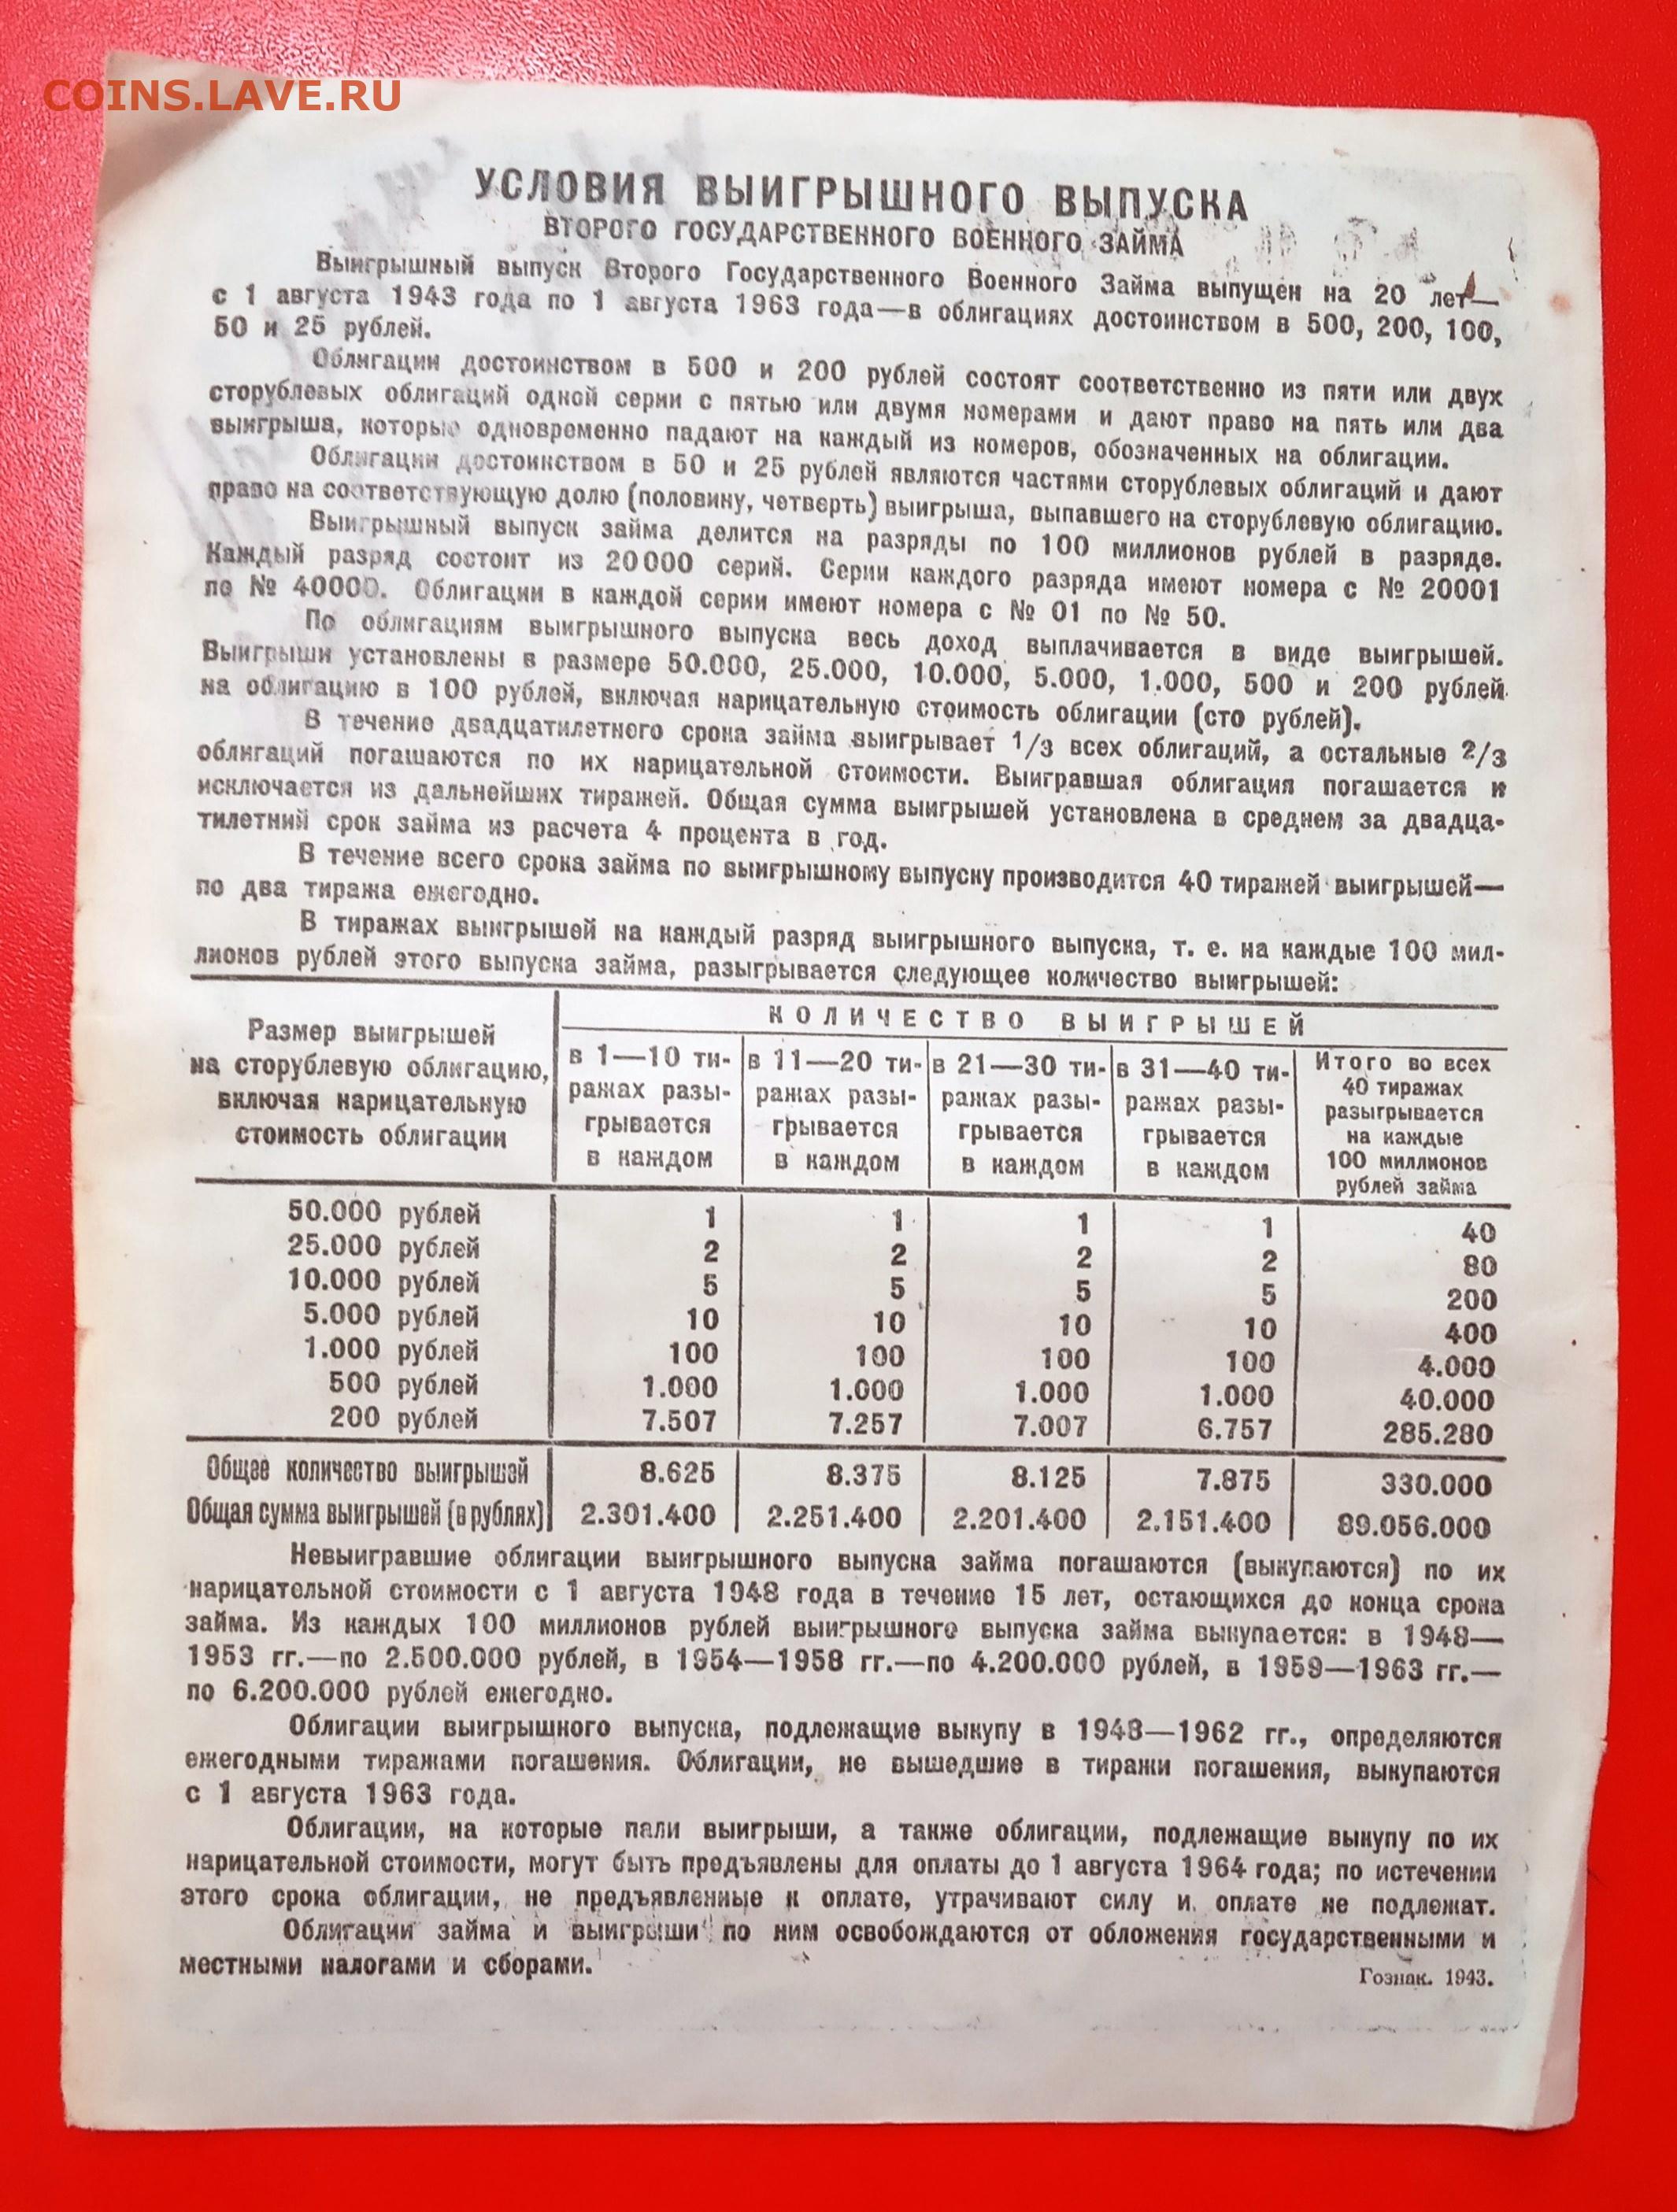 COINS.LAVE.RU
УСЛОВИЯ ВЫИГРЫШНОГО ВЫПУСКА
ВТОРОГО ГОСУДАРСТВЕННОГО ВОЕННОГО ЗАЙМА
Выигрышный выпуск Второго Государственного Военного Займа выпущен на 20 лет—
с 1 августа 1943 года по 1 августа 1963 года—в облигациях достоинством в 500, 200, 100,
50 и 25 рублей.
Облигации достоинством в 500 и 200 рублей состоят соответственно из пяти или двух
сторублевых облигаций одной серии с пятью или двумя номерами и дают право на пять или два
выигрыша, которые одновременно падают на каждый из номеров, обозначенных на облигации.
Облигации достоинством в 50 и 25 рублей являются частями сторублевых облигаций и дают
право на соответствующую долю (половину, четверть) выигрыша, выпавшего на сторублевую облигацию.
Выигрышный выпуск займа делится на разряды по 100 миллионов рублей в разряде.
Каждый разряд состоит из 20000 серий. Серии каждого разряда имеют номера с № 20001
по № 40000. Облигации в каждой серии имеют номера с № 01 по № 50.
По облигациям выигрышного выпуска весь доход выплачивается в виде выигрышей.
Выигрыши установлены в размере 50.000, 25.000, 10.000, 5.000, 1.000, 500 и 200 рублей
на облигацию в 100 рублей, включая нарицательную стоимость облигации (сто рублей).
В течение двадцатилетнего срока займа выигрывает 1/3 всех облигаций, а остальные 2/3
облигаций погашаются по их нарицательной стоимости. Выигравшая облигация погашается и
исключается из дальнейших тиражей. Общая сумма выигрышей установлена в среднем за двадца-
тилетний срок займа из расчета 4 процента в год.
В течение всего срока займа по выигрышному выпуску производится 40 тиражей выигрышей—
по два тиража ежегодно.
В тиражах выигрышей на каждый разряд выигрышного выпуска, т. е. на каждые 100 мил-
лионов рублей этого выпуска займа, разыгрывается следующее количество выигрышей:
Размер выигрышей
на сторублевую облигацию,
включая нарицательную
стоимость облигации
КОЛИЧЕСТВО ВЫИГРЫШЕЙ
в 1—10 ти-
ражах разы-
грывается
в каждом
в 11—20 ти-
ражах разы-
грывается
в каждом
в 21—30 ти-
ражах разы-
грывается
в каждом
в 31—40 ти-
ражах разы-
грывается
в каждом
Итого во всех
40 тиражах
разыгрывается
на каждые
100 миллионов
рублей займа
50.000 рублей 1 1 1 1 40
25.000 рублей 2 2 2 2 80
10.000 рублей 5 5 5 5 200
5.000 рублей 10 10 10 10 400
1.000 рублей 100 100 100 100 4.000
500 рублей 1.000 1.000 1.000 1.000 40.000
200 рублей 7.507 7.257 7.007 6.757 285.280
Общее количество выигрышей 8.625 8.375 8.125 7.875 330.000
Общая сумма выигрышей (в рублях) 2.301.400 2.251.400 2.201.400 2.151.400 89.056.000
Невыигравшие облигации выигрышного выпуска займа погашаются (выкупаются) по их
нарицательной стоимости с 1 августа 1948 года в течение 15 лет, остающихся до конца срока
займа. Из каждых 100 миллионов рублей выигрышного выпуска займа выкупается: в 1948—
1953 гг.—по 2.500.000 рублей, в 1954—1958 гг.—по 4.200.000 рублей, в 1959—1963 гг.—
по 6.200.000 рублей ежегодно.
Облигации выигрышного выпуска, подлежащие выкупу в 1948—1962 гг., определяются
ежегодными тиражами погашения. Облигации, не вышедшие в тиражи погашения, выкупаются
с 1 августа 1963 года.
Облигации, на которые пали выигрыши, а также облигации, подлежащие выкупу по их
нарицательной стоимости, могут быть предъявлены для оплаты до 1 августа 1964 года; по истечении
этого срока облигации, не предъявленные к оплате, утрачивают силу и оплате не подлежат.
Облигации займа и выигрыши по ним освобождаются от обложения государственными и
местными налогами и сборами.
Гознак. 1943.